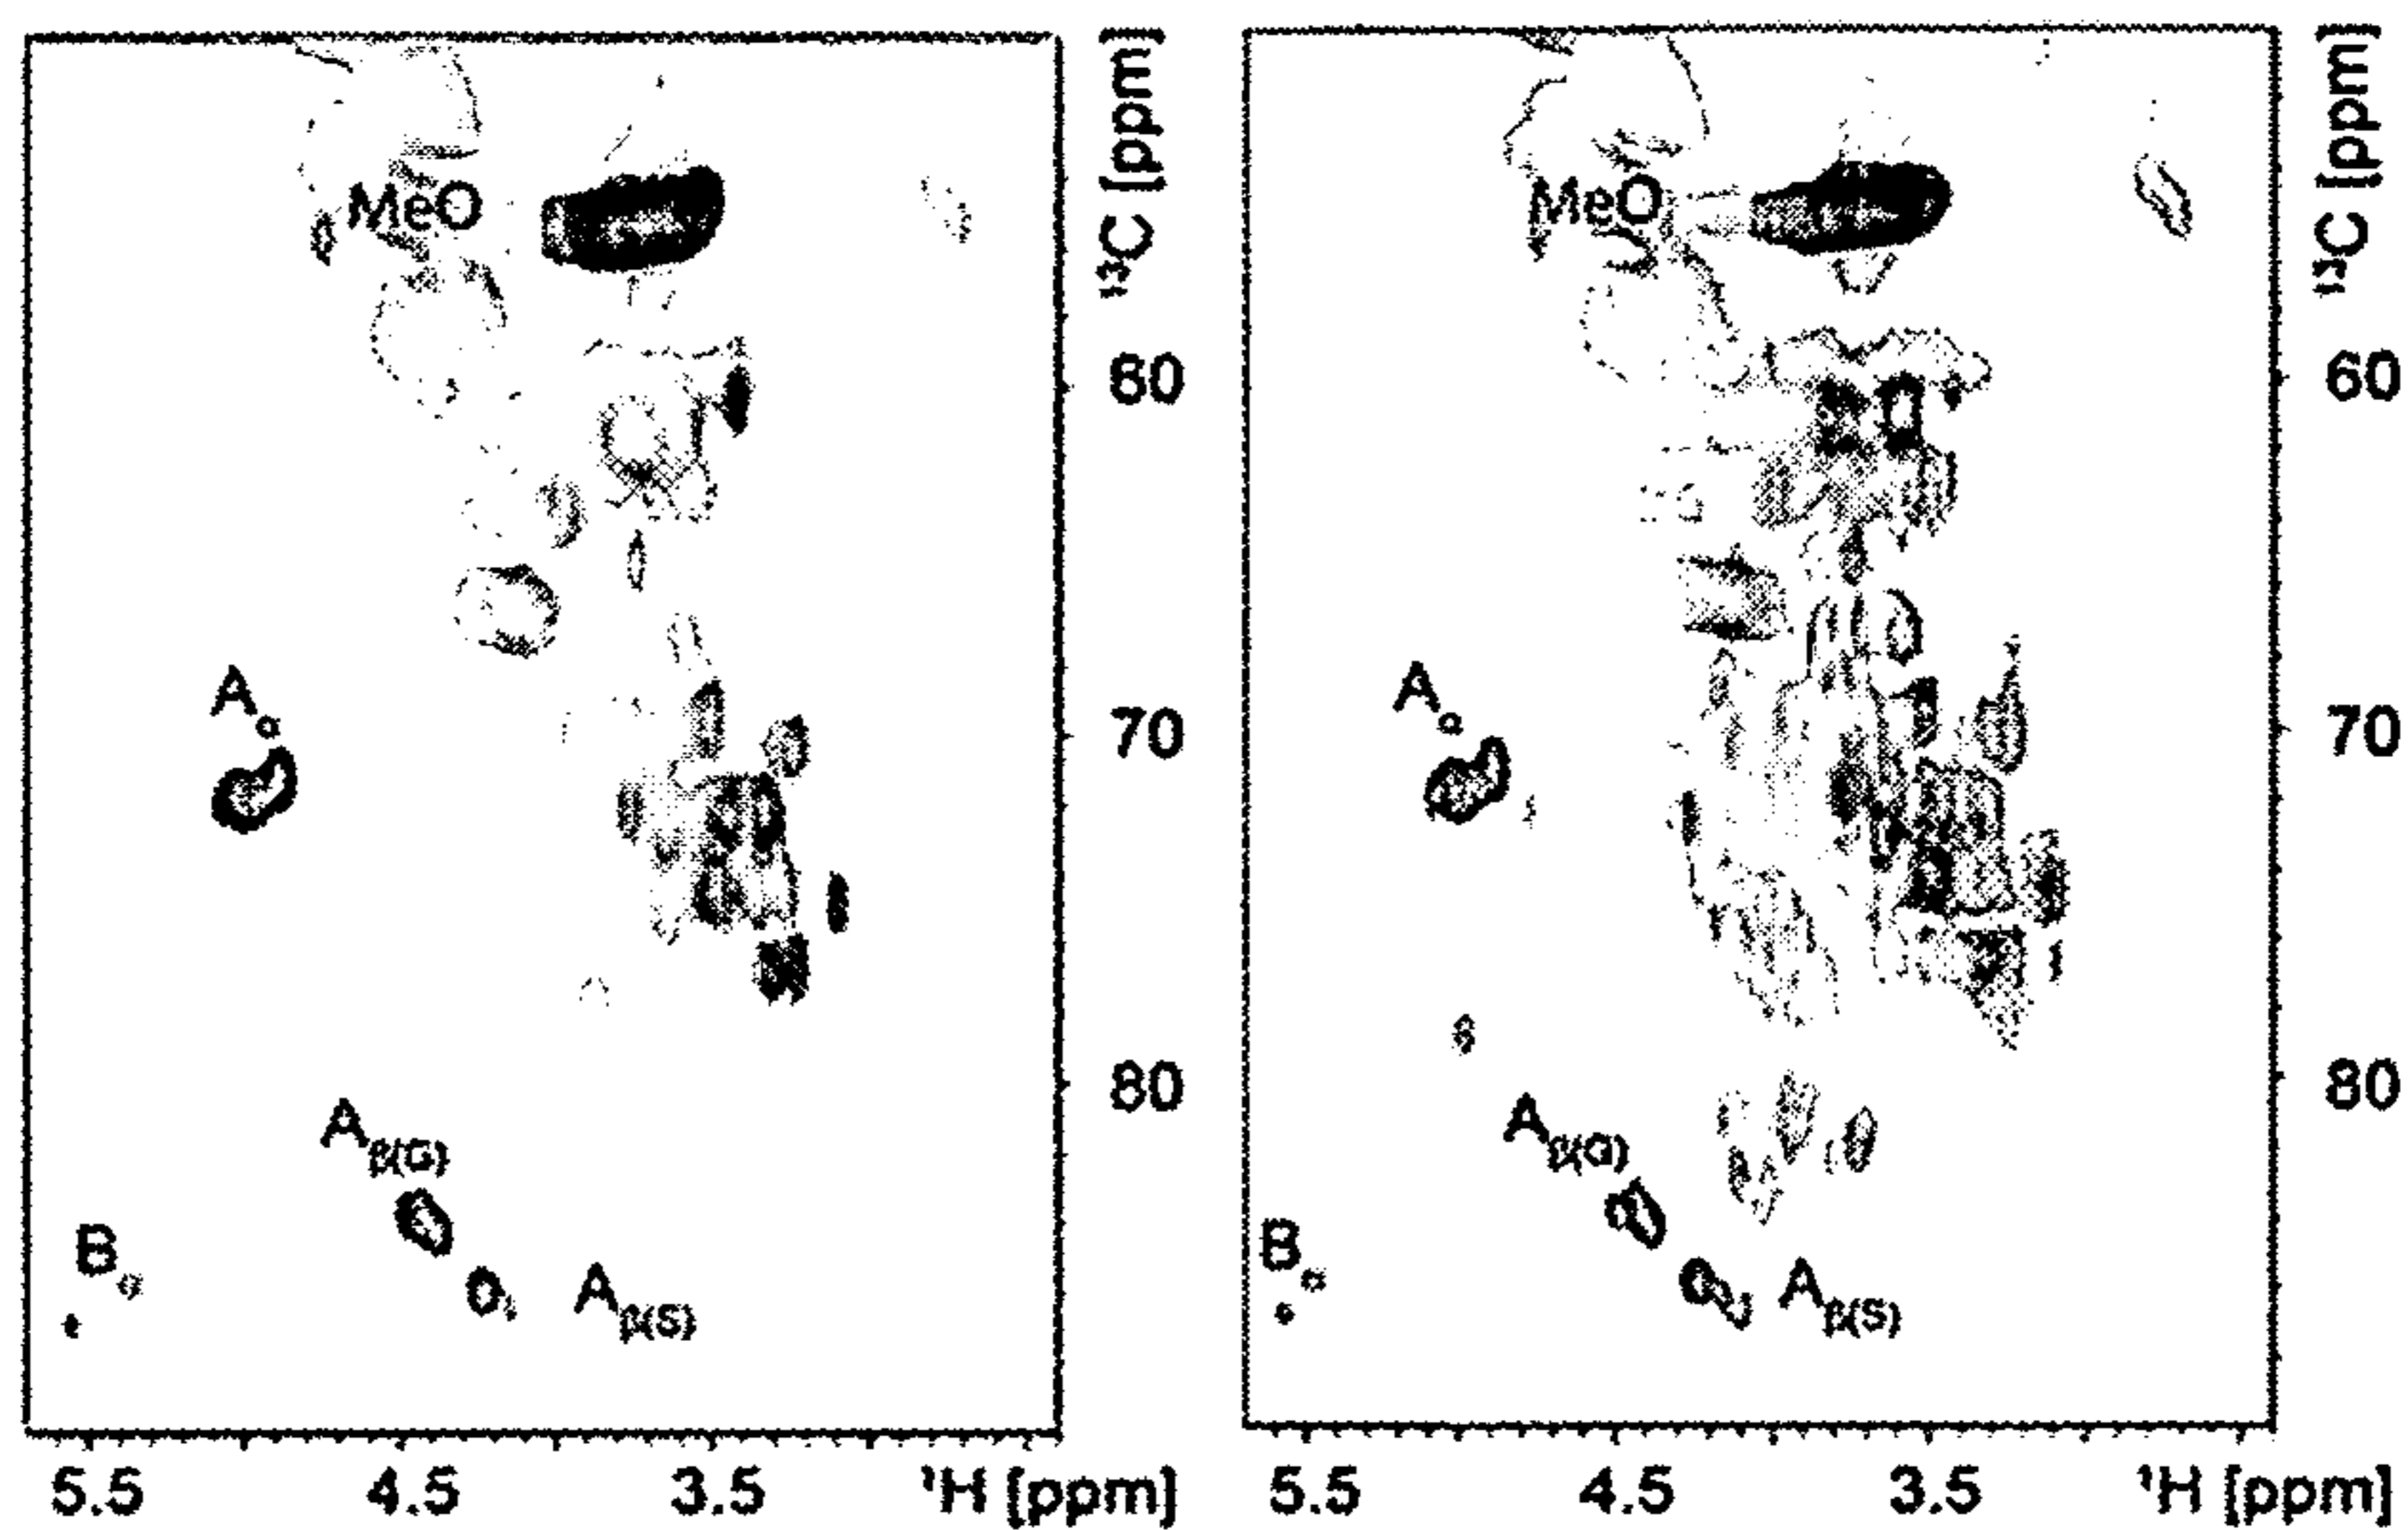 MeO
¹³C [ppm]
60
Aα
70
80
Aβ(G)
Bα
Aβ(S)
5.5 4.5 3.5 ¹H [ppm]
MeO
¹³C [ppm]
60
Aα
70
80
Aβ(G)
Bα
Aβ(S)
5.5 4.5 3.5 ¹H [ppm]